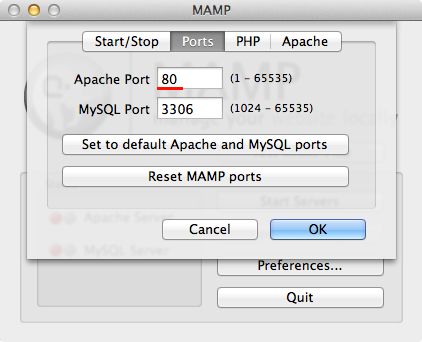 MAMP
Start/Stop Ports PHP Apache
Apache Port 80 (1 – 65535)
MySQL Port 3306 (1024 – 65535)
Set to default Apache and MySQL ports
Reset MAMP ports
Start Servers
Apache Server
Cancel OK
MySQL Server
Preferences...
Quit